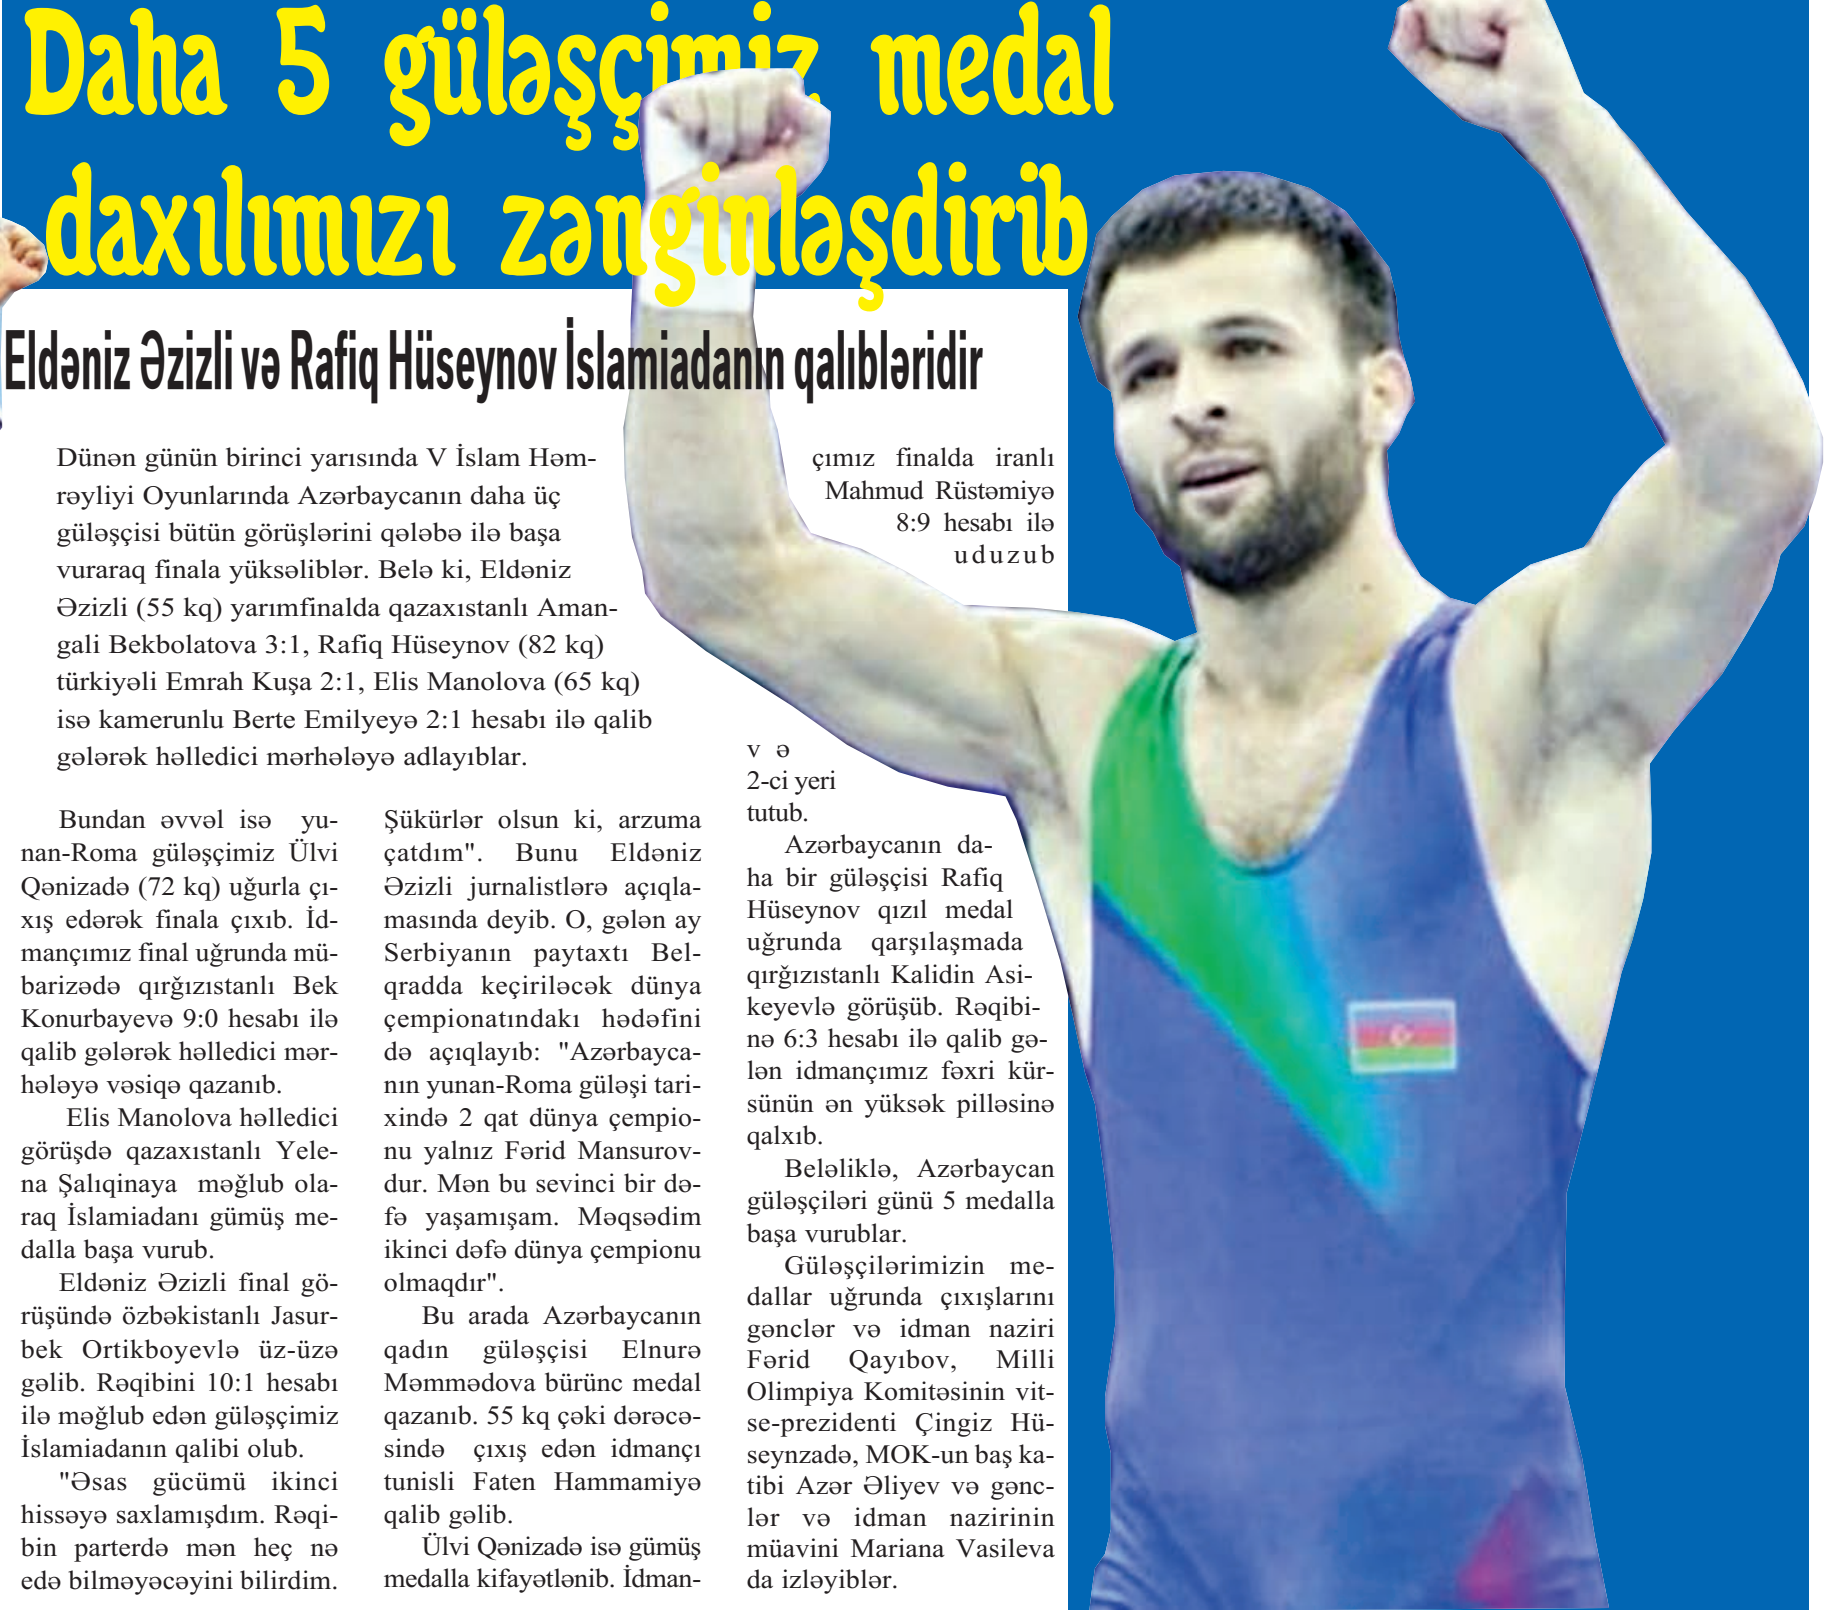 Daha 5 güləşçimiz medal
daxılımızı zənginləşdirib
Eldəniz Əzizli və Rafiq Hüseynov İslamiadanın qalıbləridir
Dünən günün birinci yarısında V İslam Həm-
rəyliyi Oyunlarında Azərbaycanın daha üç
güləşçisi bütün görüşlərini qələbə ilə başa
vuraraq finala yüksəliblər. Belə ki, Eldəniz
Əzizli (55 kq) yarımfinalda qazaxıstanlı Aman-
gali Bekbolatova 3:1, Rafiq Hüseynov (82 kq)
türkiyəli Emrah Kuşa 2:1, Elis Manolova (65 kq)
isə kamerunlu Berte Emilyeyə 2:1 hesabı ilə qalib
gələrək həlledici mərhələyə adlayıblar.
Bundan əvvəl isə yu-
nan-Roma güləşçimiz Ülvi
Qənizadə (72 kq) uğurla çı-
xış edərək finala çıxıb. İd-
mançımız final uğrunda mü-
barizədə qırğızıstanlı Bek
Konurbayevə 9:0 hesabı ilə
qalib gələrək həlledici mər-
hələyə vəsiqə qazanıb.
Elis Manolova həlledici
görüşdə qazaxıstanlı Yele-
na Şalıqinaya məğlub ola-
raq İslamiadanı gümüş me-
dalla başa vurub.
Eldəniz Əzizli final gö-
rüşündə özbəkistanlı Jasur-
bek Ortikboyevlə üz-üzə
gəlib. Rəqibini 10:1 hesabı
ilə məğlub edən güləşçimiz
İslamiadanın qalibi olub.
"Əsas gücümü ikinci
hissəyə saxlamışdım. Rəqi-
bin parterdə mən heç nə
edə bilməyəcəyini bilirdim.
Şükürlər olsun ki, arzuma
çatdım". Bunu Eldəniz
Əzizli jurnalistlərə açıqla-
masında deyib. O, gələn ay
Serbiyanın paytaxtı Bel-
qradda keçiriləcək dünya
çempionatındakı hədəfini
də açıqlayıb: "Azərbayca-
nın yunan-Roma güləşi tari-
xində 2 qat dünya çempio-
nu yalnız Fərid Mansurov-
dur. Mən bu sevinci bir də-
fə yaşamışam. Məqsədim
ikinci dəfə dünya çempionu
olmaqdır".
Bu arada Azərbaycanın
qadın güləşçisi Elnurə
Məmmədova bürünc medal
qazanıb. 55 kq çəki dərəcə-
sində çıxış edən idmançı
tunisli Faten Hammamiyə
qalib gəlib.
Ülvi Qənizadə isə gümüş
medalla kifayətlənib. İdman-
çımız finalda iranlı
Mahmud Rüstəmiyə
8:9 hesabı ilə
uduzub
və
2-ci yeri
tutub.
Azərbaycanın da-
ha bir güləşçisi Rafiq
Hüseynov qızıl medal
uğrunda qarşılaşmada
qırğızıstanlı Kalidin Asi-
keyevlə görüşüb. Rəqibi-
nə 6:3 hesabı ilə qalib gə-
lən idmançımız fəxri kür-
sünün ən yüksək pilləsinə
qalxıb.
Beləliklə, Azərbaycan
güləşçiləri günü 5 medalla
başa vurublar.
Güləşçilərimizin me-
dallar uğrunda çıxışlarını
gənclər və idman naziri
Fərid Qayıbov, Milli
Olimpiya Komitəsinin vit-
se-prezidenti Çingiz Hü-
seynzadə, MOK-un baş ka-
tibi Azər Əliyev və gənc-
lər və idman nazirinin
müavini Mariana Vasileva
da izləyiblər.